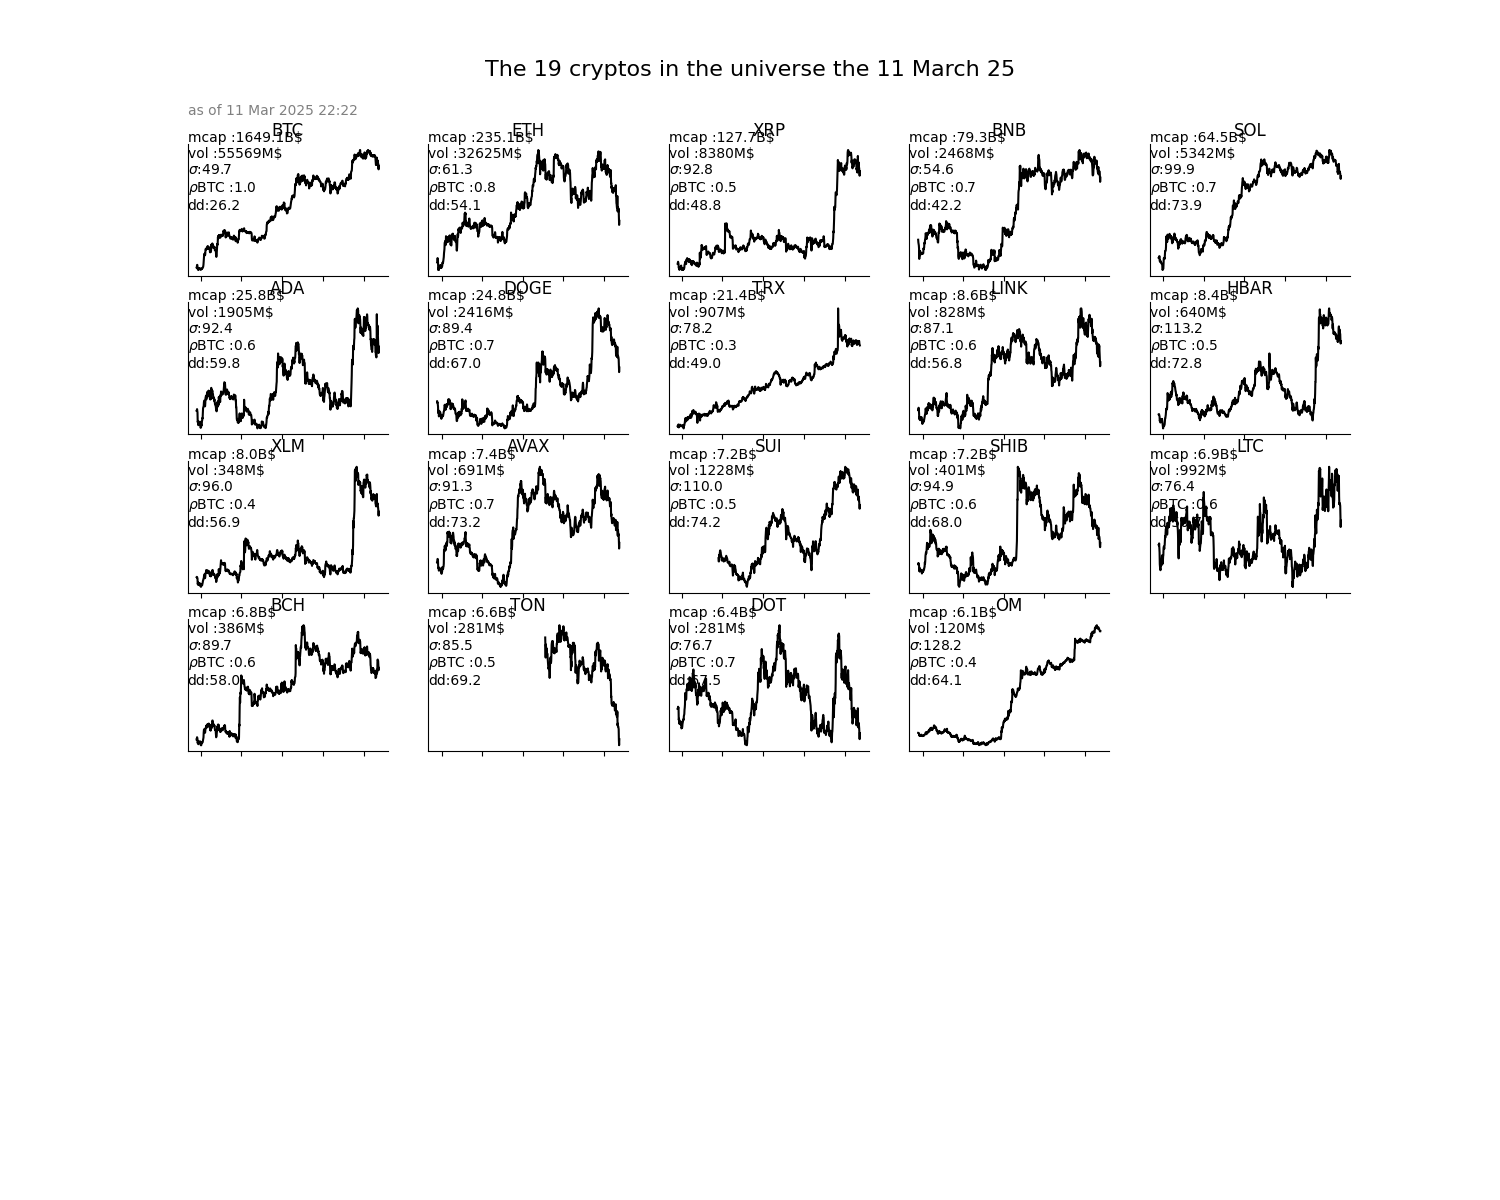 The 19 cryptos in the universe the 11 March 25
as of 11 Mar 2025 22:22
BTC
mcap :1649.1B$
vol :55569M$
σ:49.7
ρBTC :1.0
dd:26.2
ETH
mcap :235.1B$
vol :32625M$
σ:61.3
ρBTC :0.8
dd:54.1
XRP
mcap :127.7B$
vol :8380M$
σ:92.8
ρBTC :0.5
dd:48.8
BNB
mcap :79.3B$
vol :2468M$
σ:54.6
ρBTC :0.7
dd:42.2
SOL
mcap :64.5B$
vol :5342M$
σ:99.9
ρBTC :0.7
dd:73.9
ADA
mcap :25.8B$
vol :1905M$
σ:92.4
ρBTC :0.6
dd:59.8
DOGE
mcap :24.8B$
vol :2416M$
σ:89.4
ρBTC :0.7
dd:67.0
TRX
mcap :21.4B$
vol :907M$
σ:78.2
ρBTC :0.3
dd:49.0
LINK
mcap :8.6B$
vol :828M$
σ:87.1
ρBTC :0.6
dd:56.8
HBAR
mcap :8.4B$
vol :640M$
σ:113.2
ρBTC :0.5
dd:72.8
XLM
mcap :8.0B$
vol :348M$
σ:96.0
ρBTC :0.4
dd:56.9
AVAX
mcap :7.4B$
vol :691M$
σ:91.3
ρBTC :0.7
dd:73.2
SUI
mcap :7.2B$
vol :1228M$
σ:110.0
ρBTC :0.5
dd:74.2
SHIB
mcap :7.2B$
vol :401M$
σ:94.9
ρBTC :0.6
dd:68.0
LTC
mcap :6.9B$
vol :992M$
σ:76.4
ρBTC :0.6
BCH
mcap :6.8B$
vol :386M$
σ:89.7
ρBTC :0.6
dd:58.0
TON
mcap :6.6B$
vol :281M$
σ:85.5
ρBTC :0.5
dd:69.2
DOT
mcap :6.4B$
vol :281M$
σ:76.7
ρBTC :0.7
dd:67.5
OM
mcap :6.1B$
vol :120M$
σ:128.2
ρBTC :0.4
dd:64.1